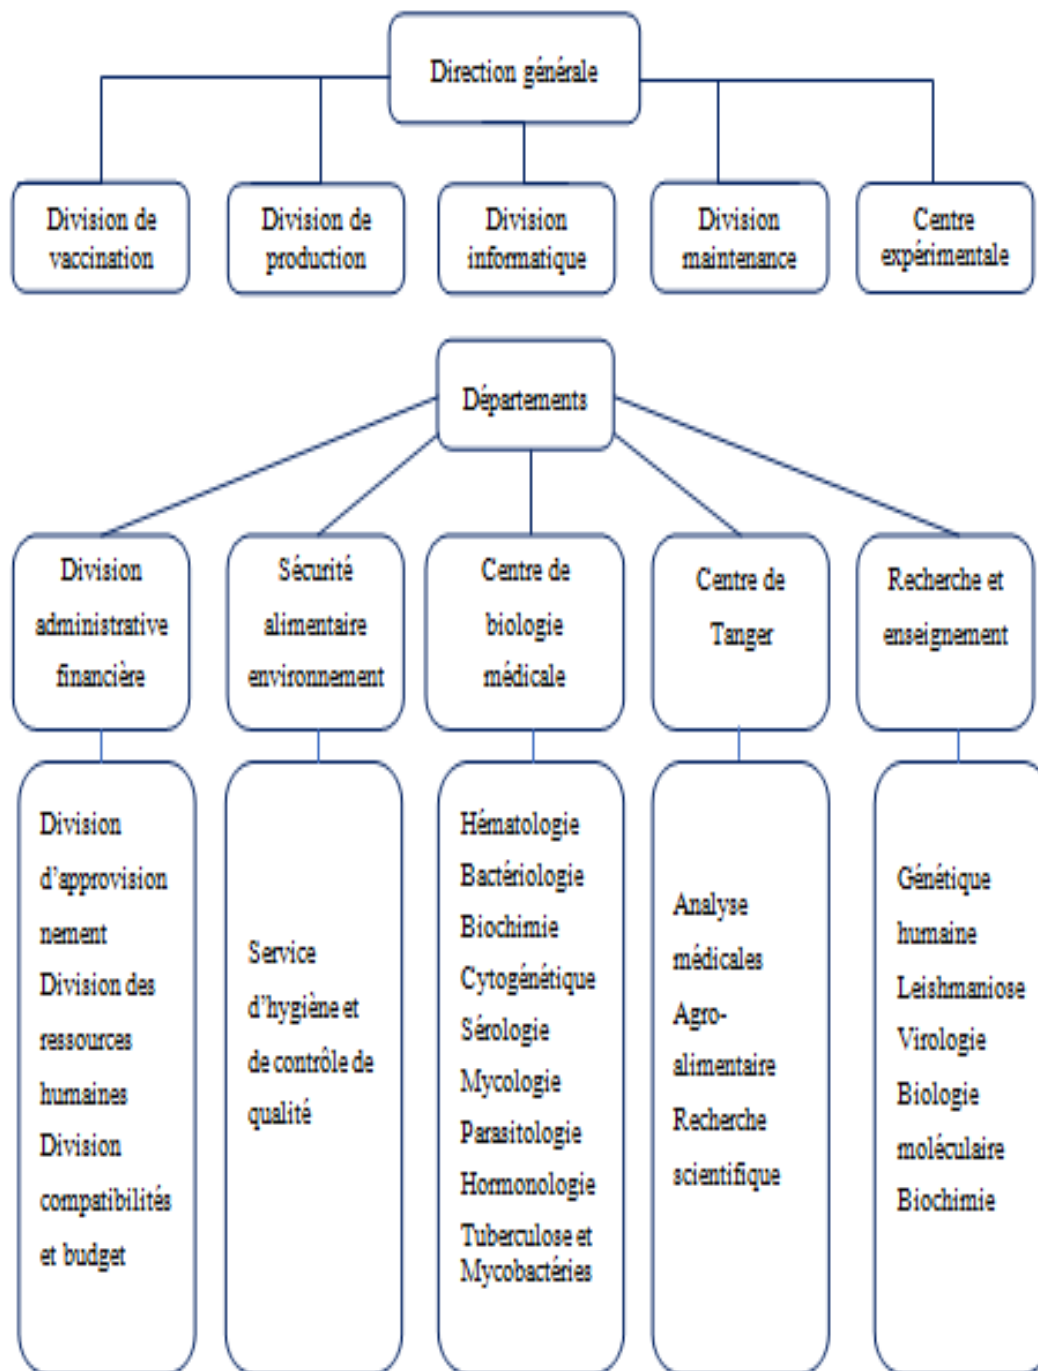 Direction générale
Division de
vaccination
Division de
production
Division
informatique
Division
maintenance
Centre
expérimentale
Départements
Division
administrative
financière
Sécurité
alimentaire
environnement
Centre de
biologie
médicale
Centre de
Tanger
Recherche et
enseignement
Division
d’approvision
nement
Division des
ressources
humaines
Division
compatibilités
et budget
Service
d’hygiène et
de contrôle de
qualité
Hématologie
Bactériologie
Biochimie
Cytogénétique
Sérologie
Mycologie
Parasitologie
Hormonologie
Tuberculose et
Mycobactéries
Analyse
médicales
Agro-
alimentaire
Recherche
scientifique
Génétique
humaine
Leishmaniose
Virologie
Biologie
moléculaire
Biochimie